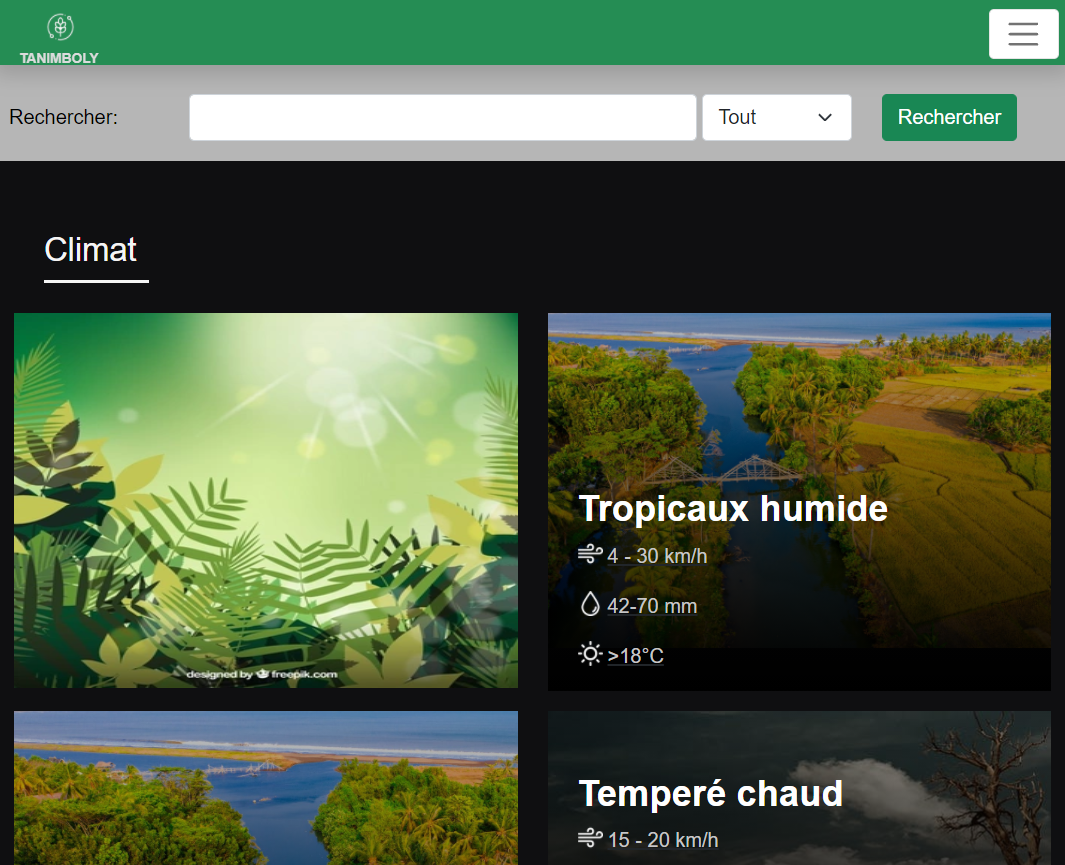 TANIMBOLY
Rechercher:
Tout
Rechercher
Climat
designed by freepik.com
Tropicaux humide
4 - 30 km/h
42-70 mm
>18°C
Temperé chaud
15 - 20 km/h